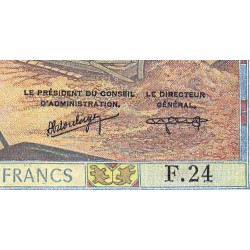 LE PRÉSIDENT DU CONSEIL
D'ADMINISTRATION.
LE DIRECTEUR
GÉNÉRAL.
FRANCS
F.24